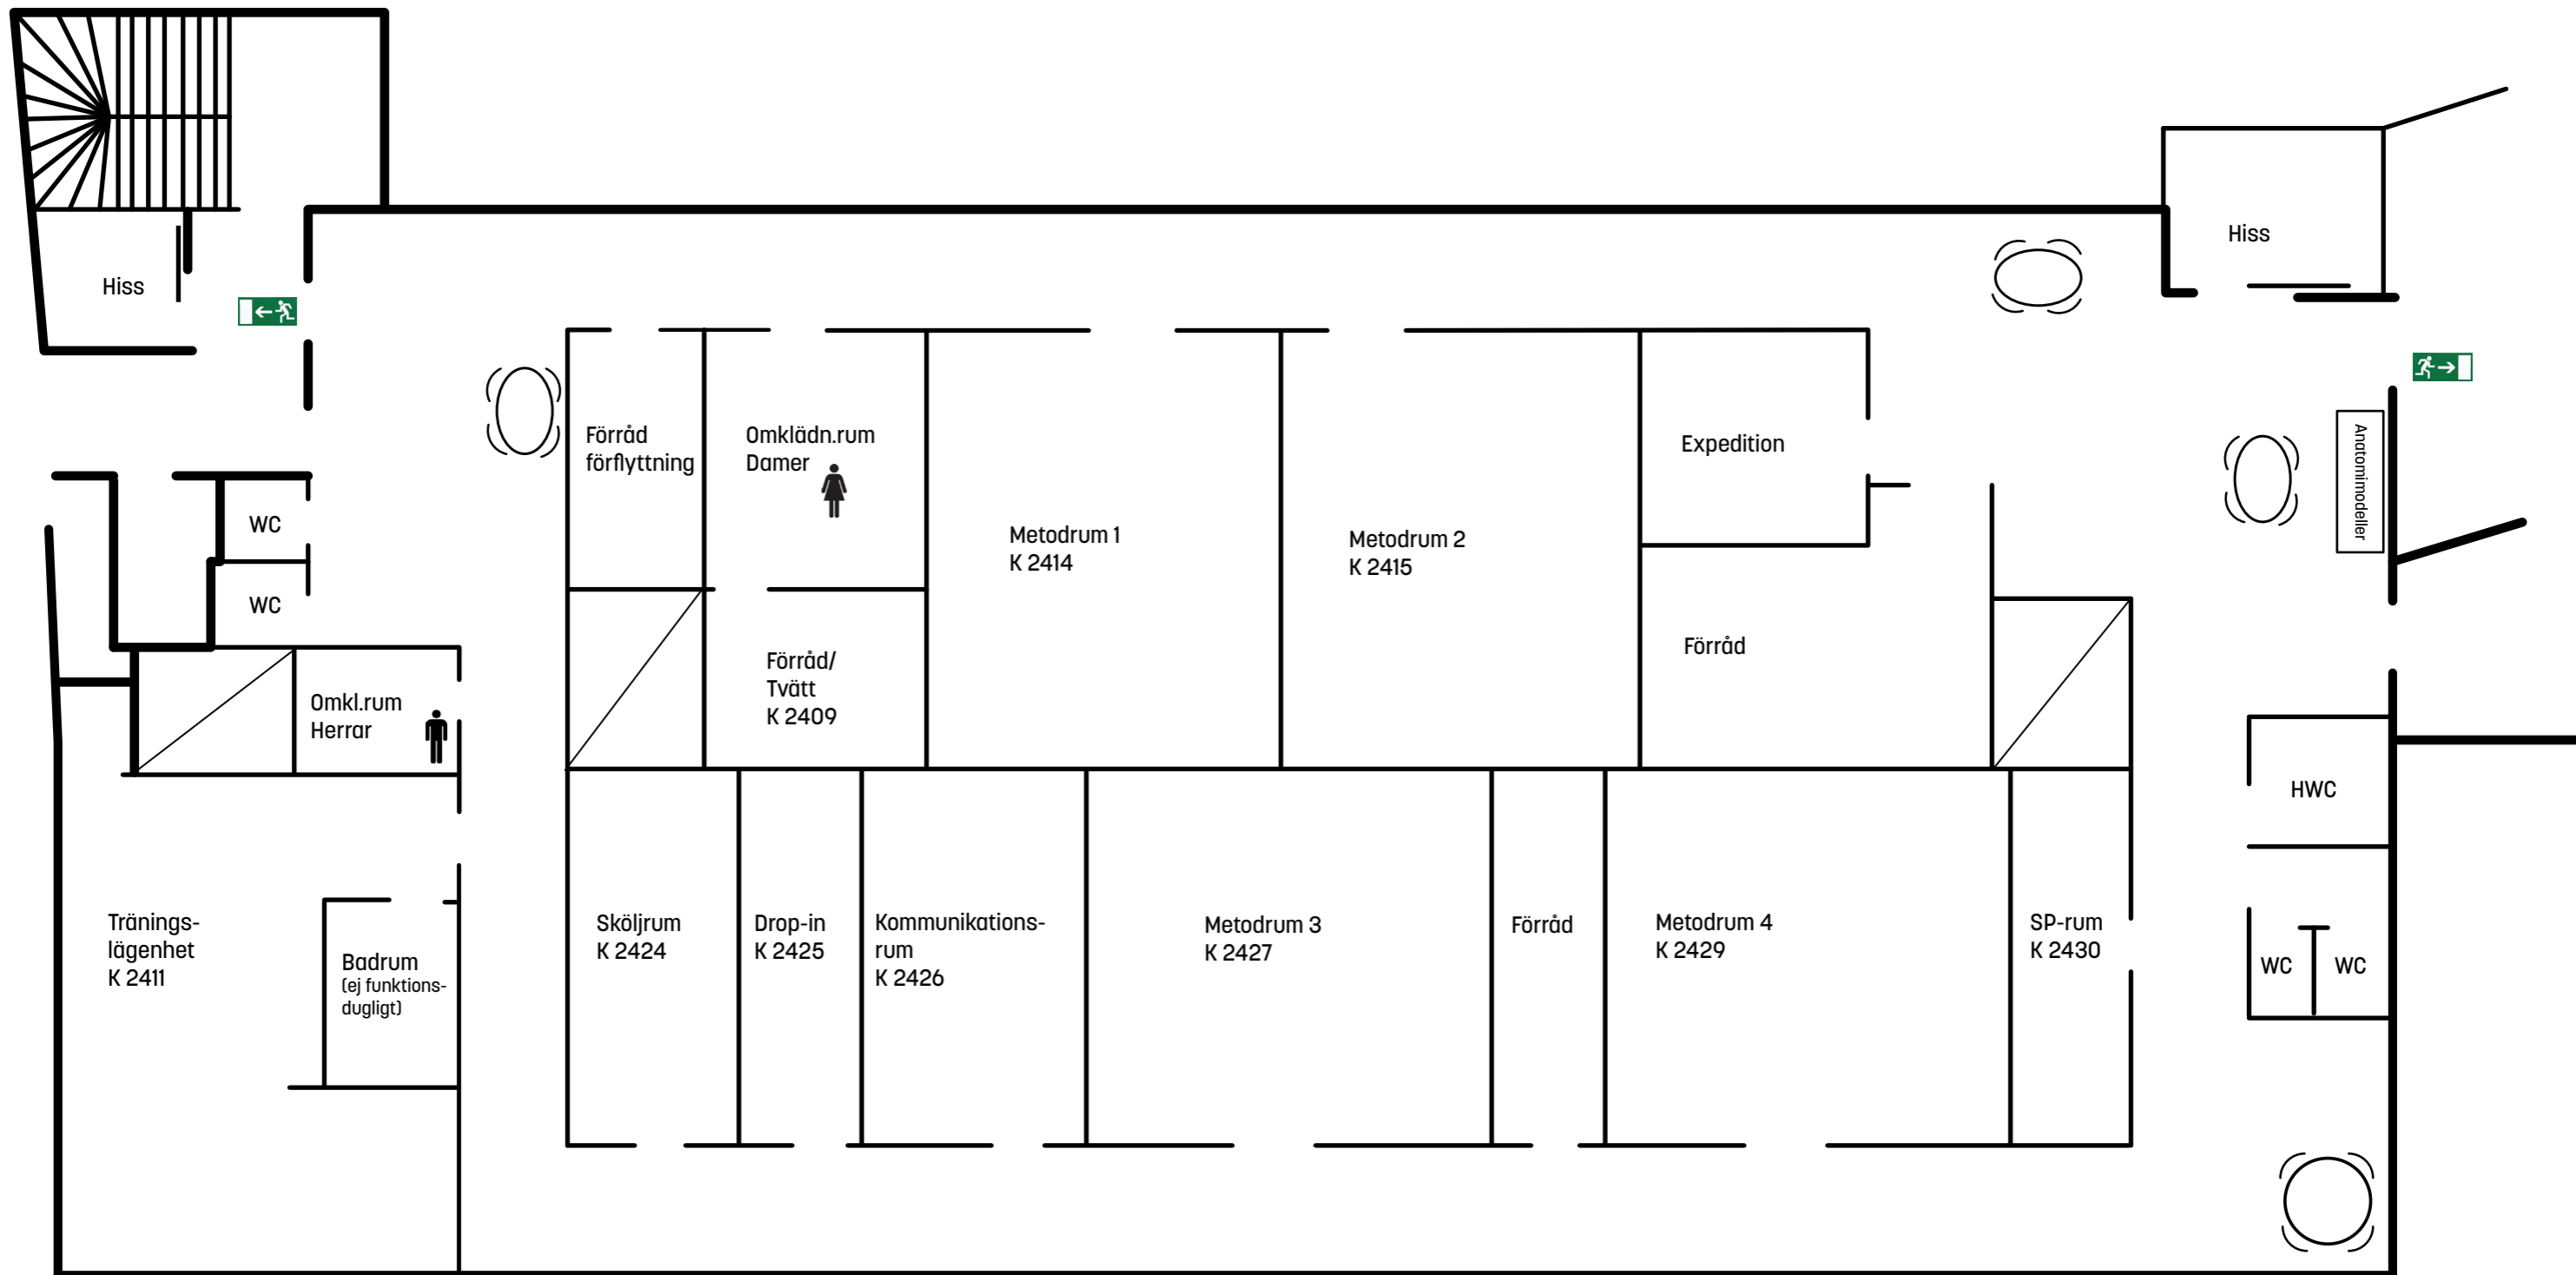 Hiss
Hiss
Förråd
förflyttning
Omklädn.rum
Damer
Expedition
Anatomimodeller
Metodrum 1
K 2414
Metodrum 2
K 2415
WC
WC
Förråd
Förråd/
Tvätt
K 2409
Omkl.rum
Herrar
HWC
Tränings-
lägenhet
K 2411
Badrum
(ej funktions-
dugligt)
Sköljrum
K 2424
Drop-in
K 2425
Kommunikations-
rum
K 2426
Metodrum 3
K 2427
Förråd
Metodrum 4
K 2429
SP-rum
K 2430
WC
WC